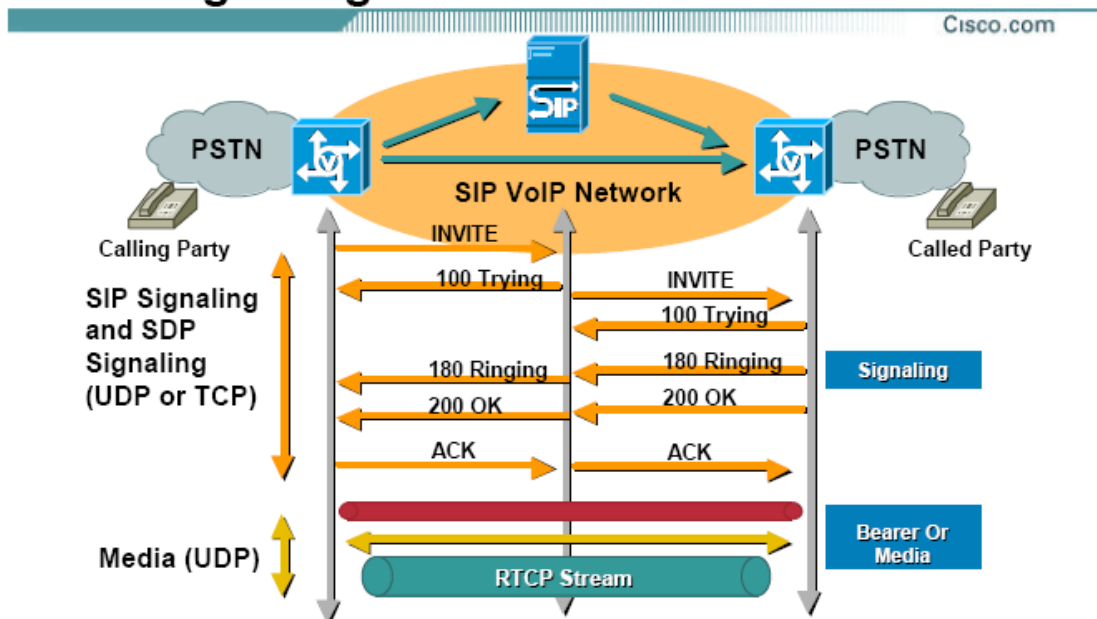 Cisco.com
SIP
PSTN
V
V
PSTN
SIP VoIP Network
Calling Party
Called Party
INVITE
100 Trying
INVITE
100 Trying
SIP Signaling
and SDP
Signaling
(UDP or TCP)
180 Ringing
180 Ringing
Signaling
200 OK
200 OK
ACK
ACK
Media (UDP)
Bearer Or
Media
RTCP Stream